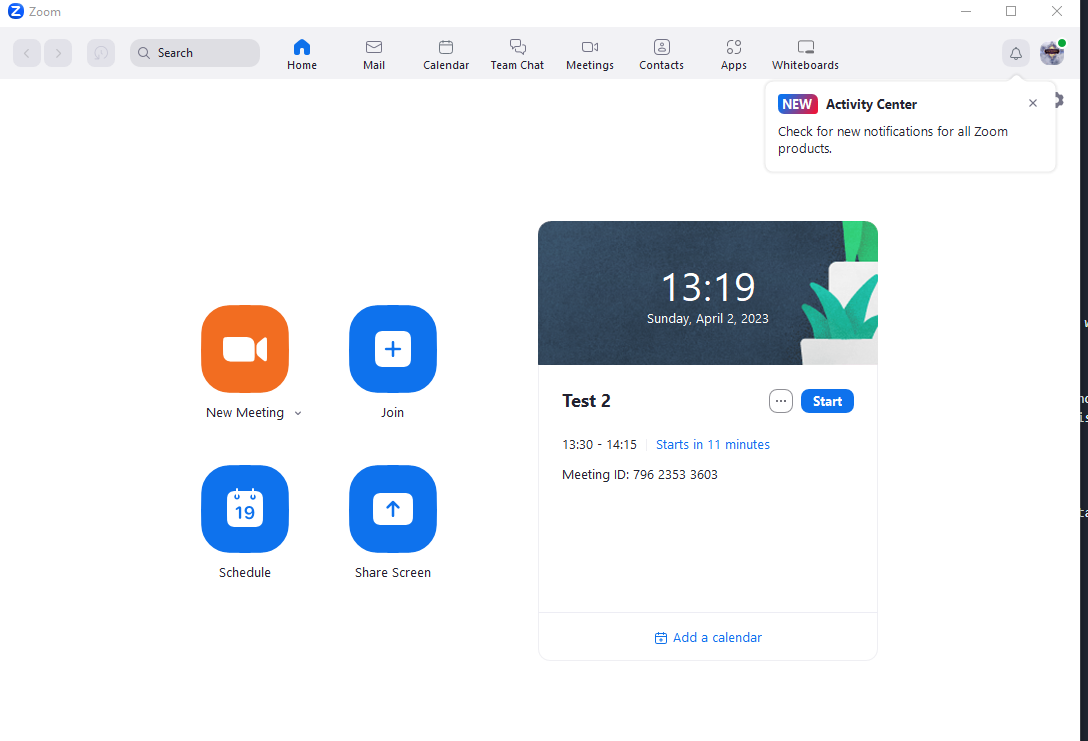 Zoom
Search
Home
Mail
Calendar
Team Chat
Meetings
Contacts
Apps
Whiteboards
NEW Activity Center
Check for new notifications for all Zoom
products.
13:19
Sunday, April 2, 2023
New Meeting
Join
19
Schedule
Share Screen
Test 2
Start
13:30 - 14:15
Starts in 11 minutes
Meeting ID: 796 2353 3603
Add a calendar